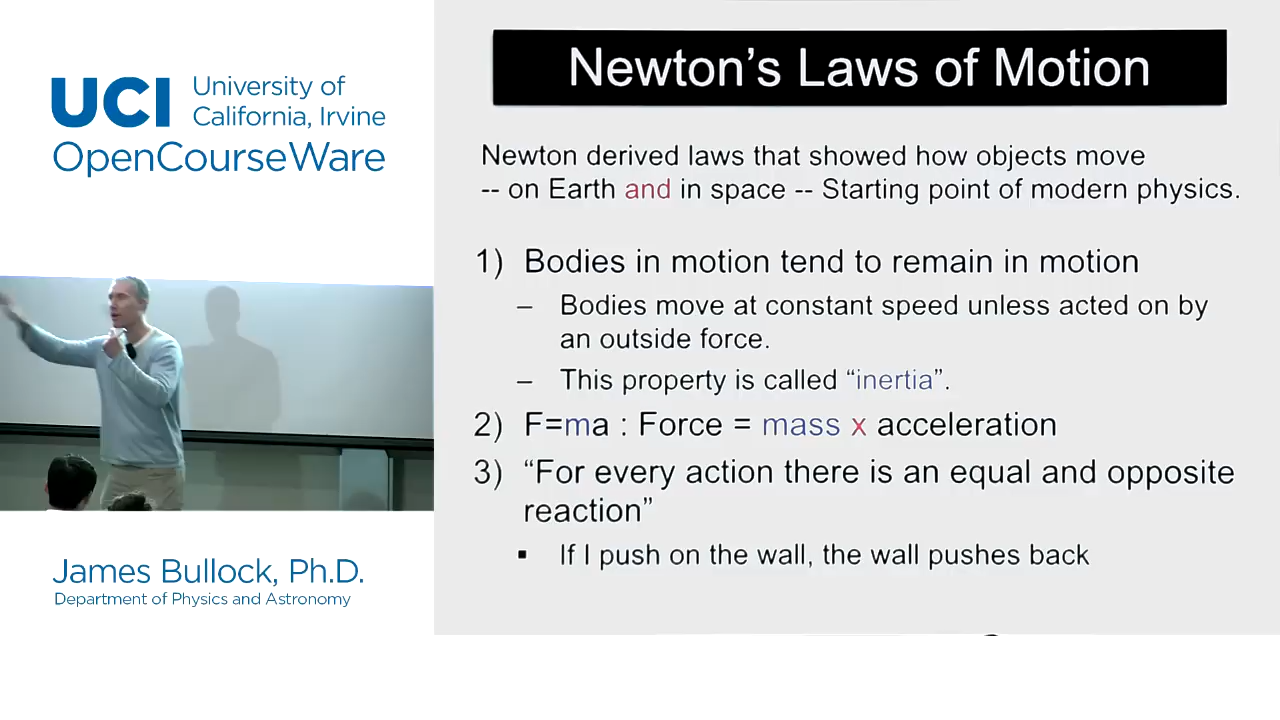 UCI University of
California, Irvine
OpenCourseWare
James Bullock, Ph.D.
Department of Physics and Astronomy
Newton’s Laws of Motion
Newton derived laws that showed how objects move
-- on Earth and in space -- Starting point of modern physics.
1) Bodies in motion tend to remain in motion
– Bodies move at constant speed unless acted on by
an outside force.
– This property is called “inertia”.
2) F=ma : Force = mass x acceleration
3) “For every action there is an equal and opposite
reaction”
▪ If I push on the wall, the wall pushes back